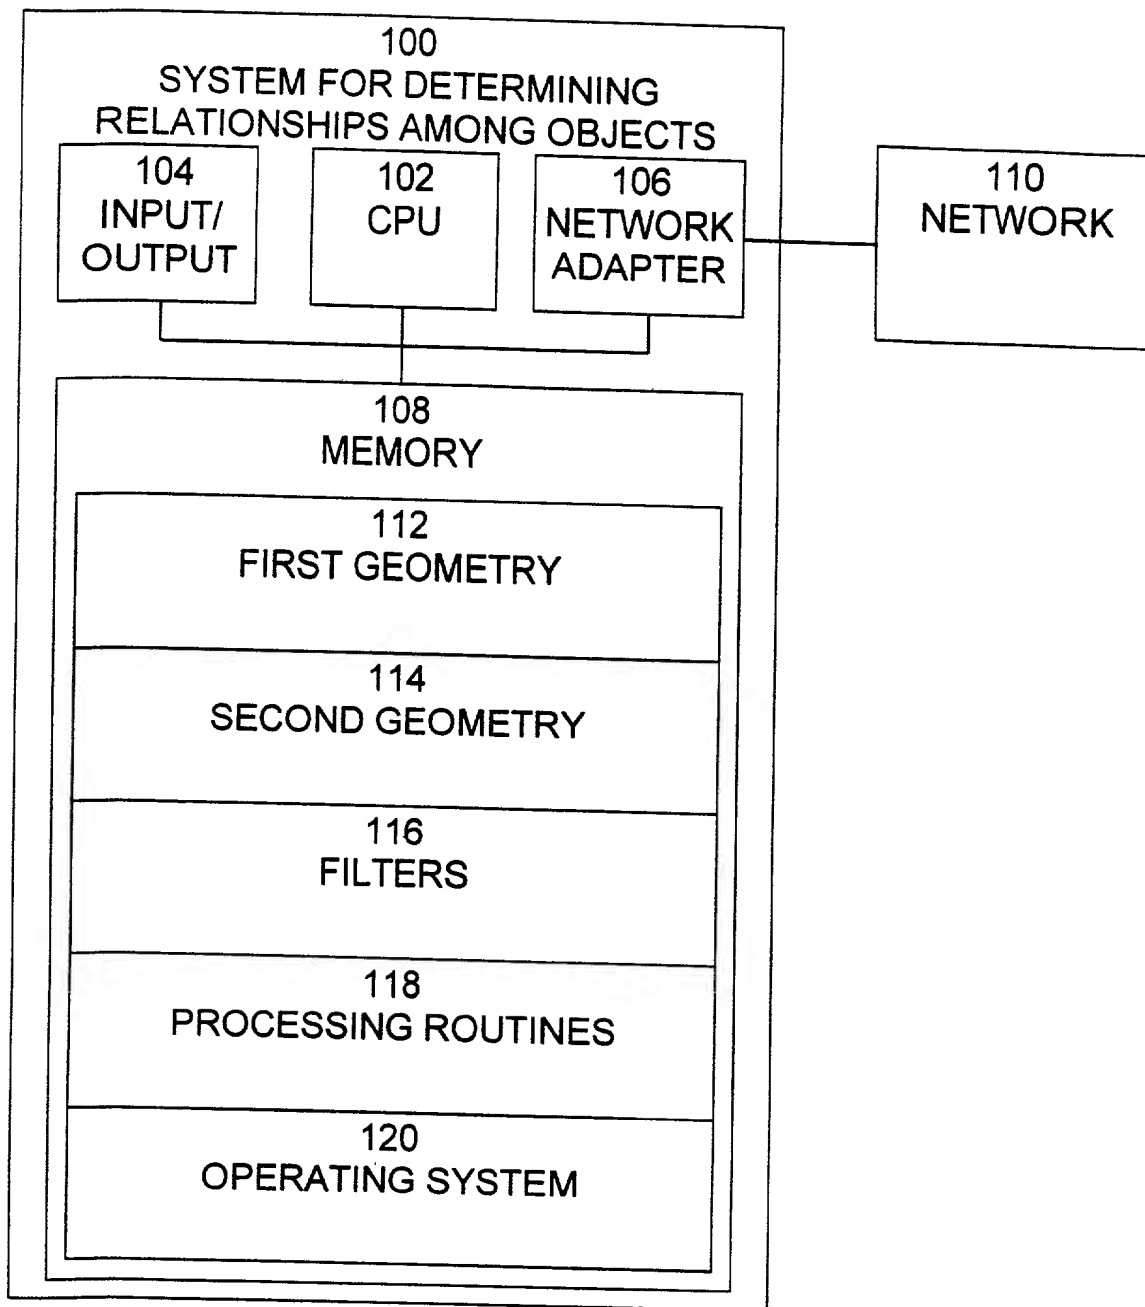 100
SYSTEM FOR DETERMINING
RELATIONSHIPS AMONG OBJECTS
104
INPUT/
OUTPUT
102
CPU
106
NETWORK
ADAPTER
110
NETWORK
108
MEMORY
112
FIRST GEOMETRY
114
SECOND GEOMETRY
116
FILTERS
118
PROCESSING ROUTINES
120
OPERATING SYSTEM